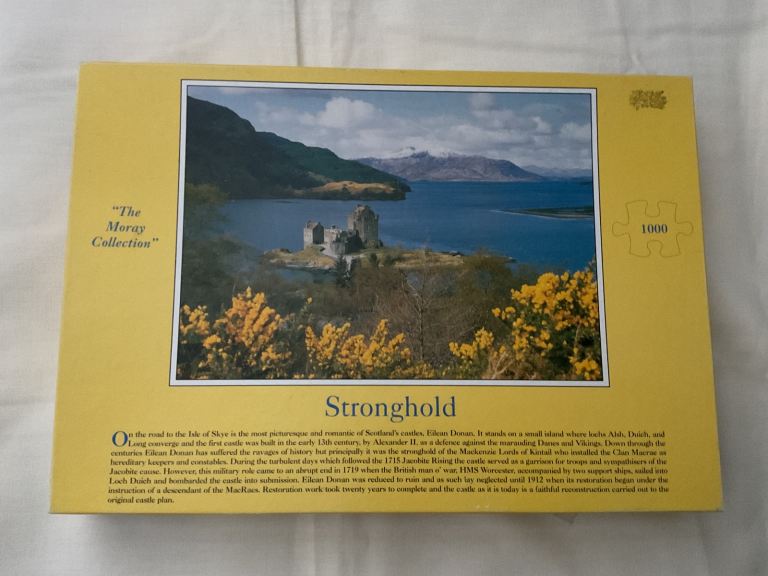 "The
Moray
Collection"
1000
Stronghold
On the road to the Isle of Skye is the most picturesque and romantic of Scotland's castles, Eilean Donan. It stands on a small island where lochs Alsh, Duich, and
Long converge and the first castle was built in the early 13th century, by Alexander II, as a defence against the marauding Danes and Vikings. Down through the
centuries Eilean Donan has suffered the ravages of history but principally it was the stronghold of the Mackenzie Lords of Kintail who installed the Clan Macrae as
hereditary keepers and constables. During the turbulent days which followed the 1715 Jacobite Rising the castle served as a garrison for troops and sympathisers of the
Jacobite cause. However, this military role came to an abrupt end in 1719 when the British man o' war, HMS Worcester, accompanied by two support ships, sailed into
Loch Duich and bombarded the castle into submission. Eilean Donan was reduced to ruin and as such lay neglected until 1912 when its restoration began under the
instruction of a descendant of the MacRaes. Restoration work took twenty years to complete and the castle as it is today is a faithful reconstruction carried out to the
original castle plan.